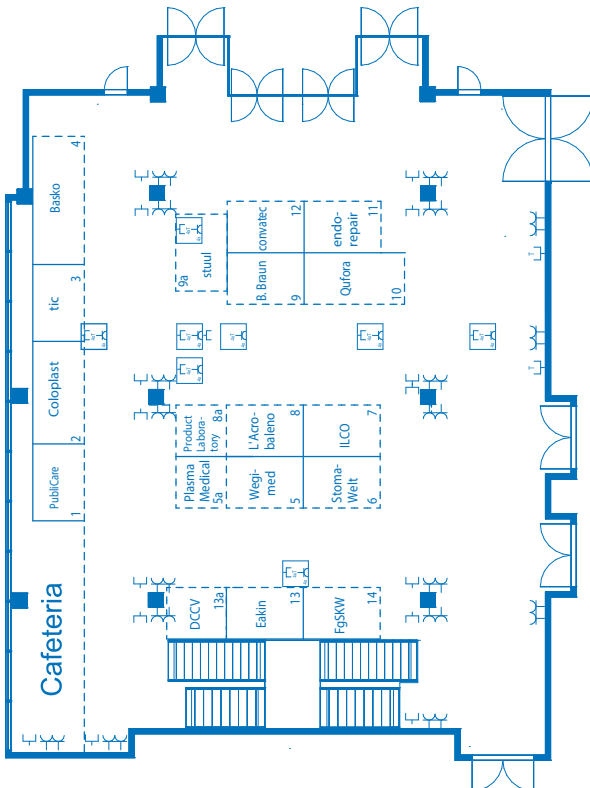 Cafeteria
PubliCare
1
Coloplast
2
tic
3
Basko
4
Plasma
Medical
5a
Product
Labora-
tory 8a
Wegi-
med
5
L'Acro-
baleno
8
Stoma-
Welt
6
ILCO
7
stuul
9a
B. Braun
9
convatec
12
Qufora
10
endo-
repair
11
DCCV
13a
Eakin
13
FgSKW
14